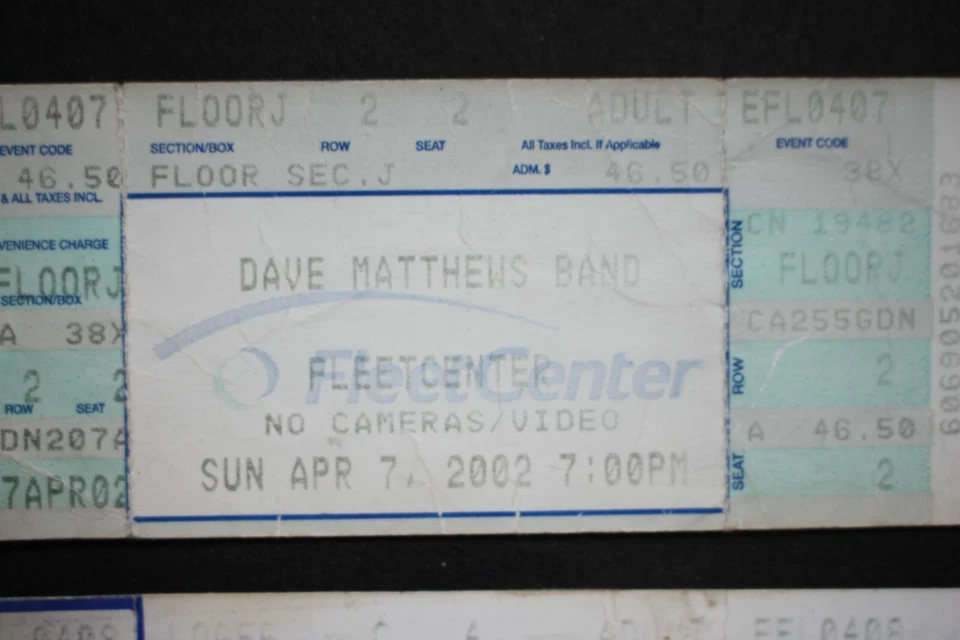 L0407 FLOORJ 2 2 ADULT EFL0407
EVENT CODE SECTION/BOX ROW SEAT All Taxes Incl. If Applicable EVENT CODE
46.50 FLOOR SEC.J ADM.$ 46.50 38X
& ALL TAXES INCL.
VENIENCE CHARGE
FLOORJ
SECTION/BOX
A 38X
2 2
ROW SEAT
DN207A
7APR02
DAVE MATTHEWS BAND
FleetCenter
FLEETCENTER
NO CAMERAS/VIDEO
SUN APR 7, 2002 7:00PM
CN 19482
SECTION FLOORJ
CA255GDN
ROW 2
A 46.50
SEAT 2
606905201683
ADULT EFL0408